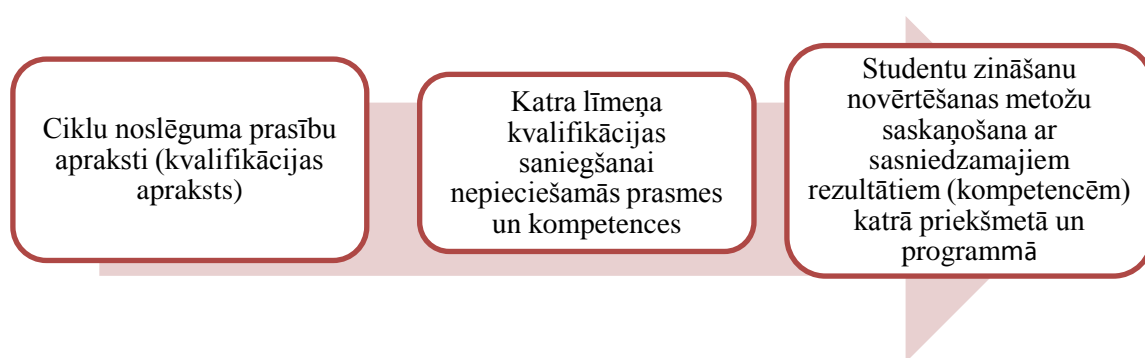 Ciklu noslēguma prasību
apraksti (kvalifikācijas
apraksts)
Katra līmeņa
kvalifikācijas
saniegšanai
nepieciešamās prasmes
un kompetences
Studentu zināšanu
novērtēšanas metožu
saskaņošana ar
sasniedzamajiem
rezultātiem (kompetencēm)
katrā priekšmetā un
programmā